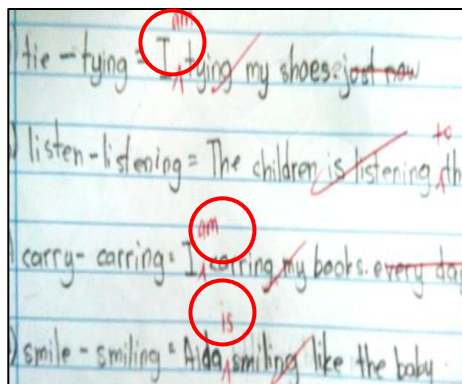 am
) tie - tying = I ^ tying my shoes. just now
to
) listen-listening = The children is listening ^ th
am
) carry- carring = I ^ carring my books. every day
is
) smile - smiling = Aida ^ smiling like the baby.